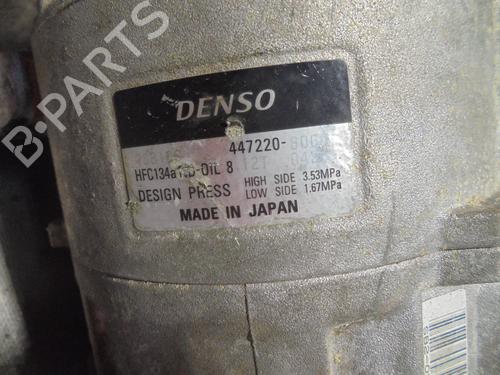 B-PARTS
DENSO
447220-
HFC134a ND-OIL 8
DESIGN PRESS HIGH SIDE 3.53MPa
LOW SIDE 1.67MPa
MADE IN JAPAN